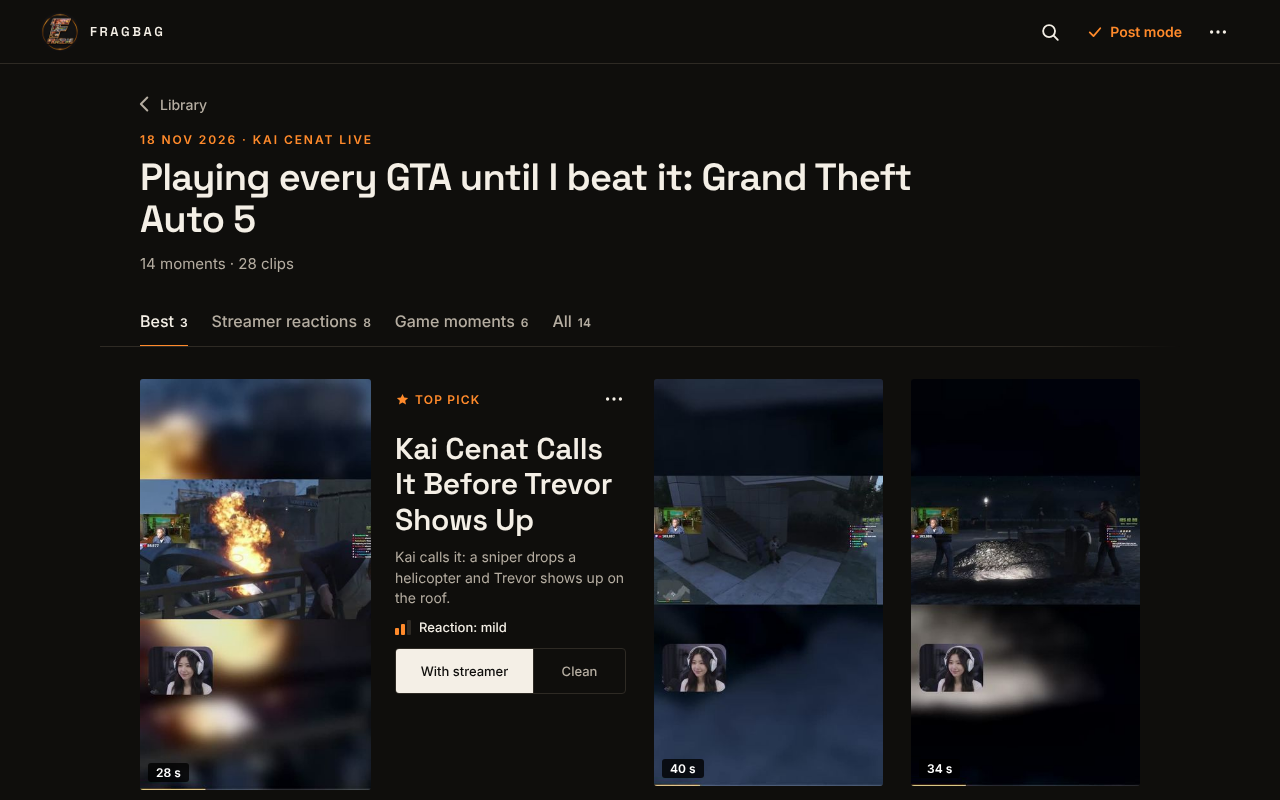 FRAGBAG
Post mode
Library
18 NOV 2026 · KAI CENAT LIVE
Playing every GTA until I beat it: Grand Theft
Auto 5
14 moments · 28 clips
Best 3
Streamer reactions 8
Game moments 6
All 14
28 s
TOP PICK
Kai Cenat Calls
It Before Trevor
Shows Up
Kai calls it: a sniper drops a
helicopter and Trevor shows up on
the roof.
Reaction: mild
With streamer
Clean
40 s
34 s